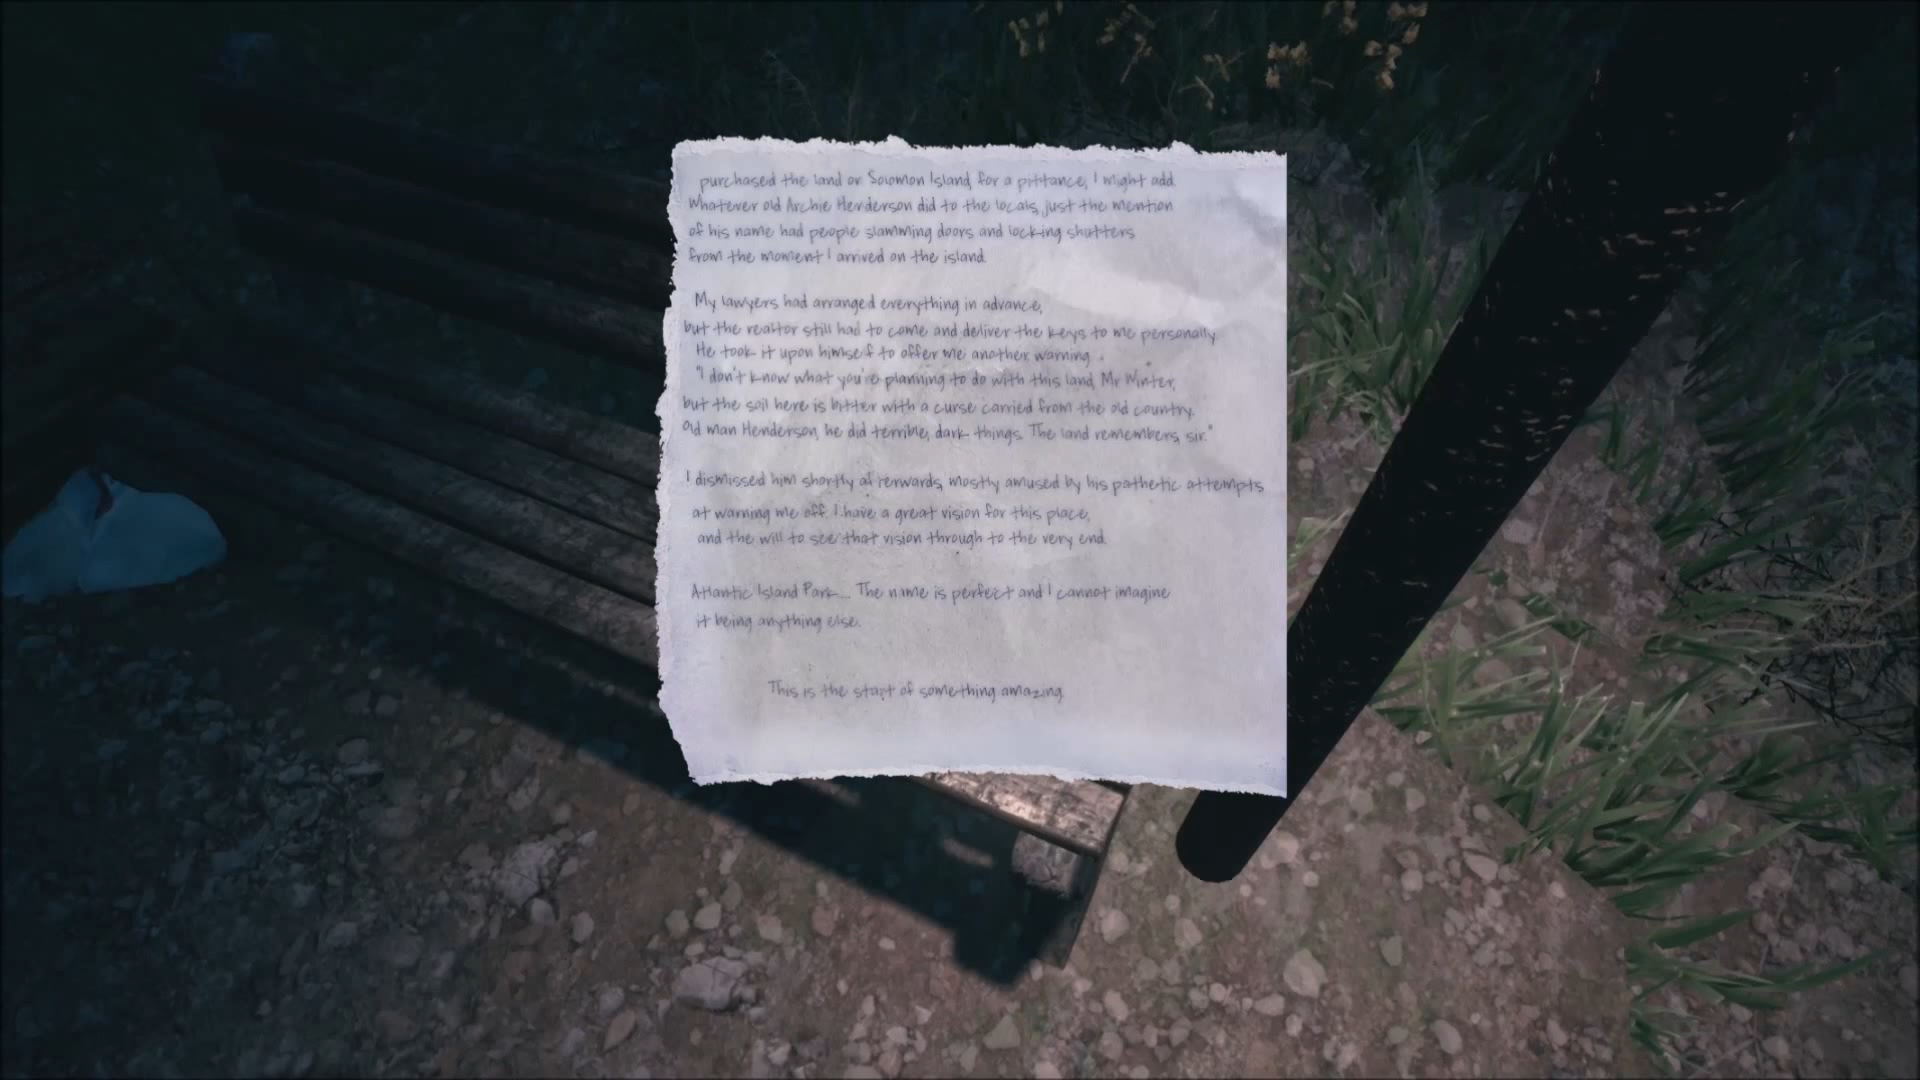 purchased the land on Solomon Island, for a pittance, I might add.
Whatever old Archie Henderson did to the locals, just the mention
of his name had people slamming doors and locking shutters
from the moment I arrived on the island.
My lawyers had arranged everything in advance,
but the realtor still had to come and deliver the keys to me personally.
He took it upon himself to offer me another warning.
"I don't know what you're planning to do with this land, Mr Winter,
but the soil here is bitter with a curse carried from the old country.
Old man Henderson, he did terrible, dark things. The land remembers, sir."
I dismissed him shortly afterwards, mostly amused by his pathetic attempts
at warning me off. I have a great vision for this place,
and the will to see that vision through to the very end.
Atlantic Island Park... The name is perfect and I cannot imagine
it being anything else.
This is the start of something amazing.